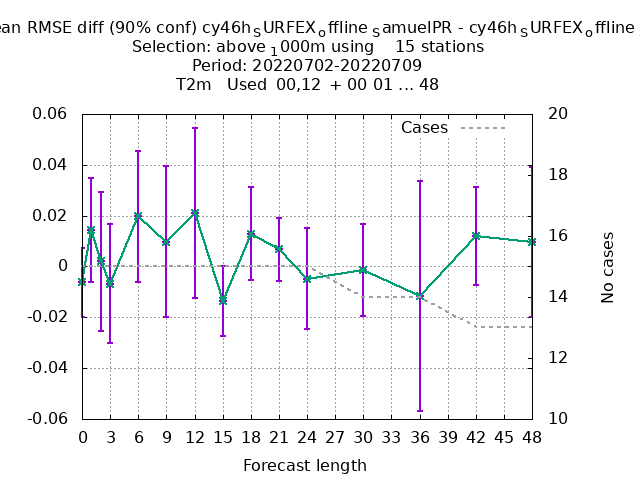 ean RMSE diff (90% conf) cy46h_SURFEX_offline_SamuelPR - cy46h_SURFEX_offline
Selection: above_1000m using 15 stations
Period: 20220702-20220709
T2m Used 00,12 + 00 01 ... 48
0.06 20
Cases
0.04
18
0.02
16
0
-0.02
14
-0.04
12
-0.06 10
0 3 6 9 12 15 18 21 24 27 30 33 36 39 42 45 48
No cases
Forecast length